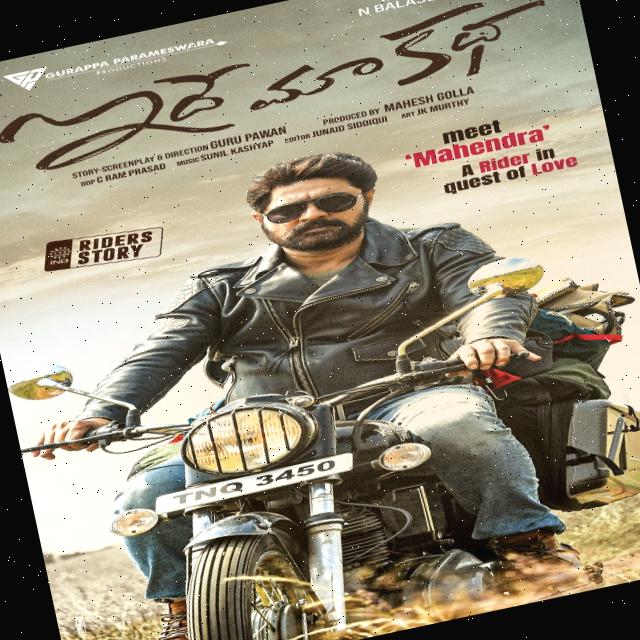 N BALAS
GURAPPA PARAMESWARA
PRODUCTIONS
ఇదే మా కథ
STORY-SCREENPLAY & DIRECTION GURU PAWAN
PRODUCED BY MAHESH GOLLA
DOP C RAM PRASAD MUSIC SUNIL KASHYAP EDITOR JUNAID SIDDIQUI ART JK MURTHY
meet
'Mahendra'
A Rider in
quest of Love
RIDERS
STORY
TNQ 3450